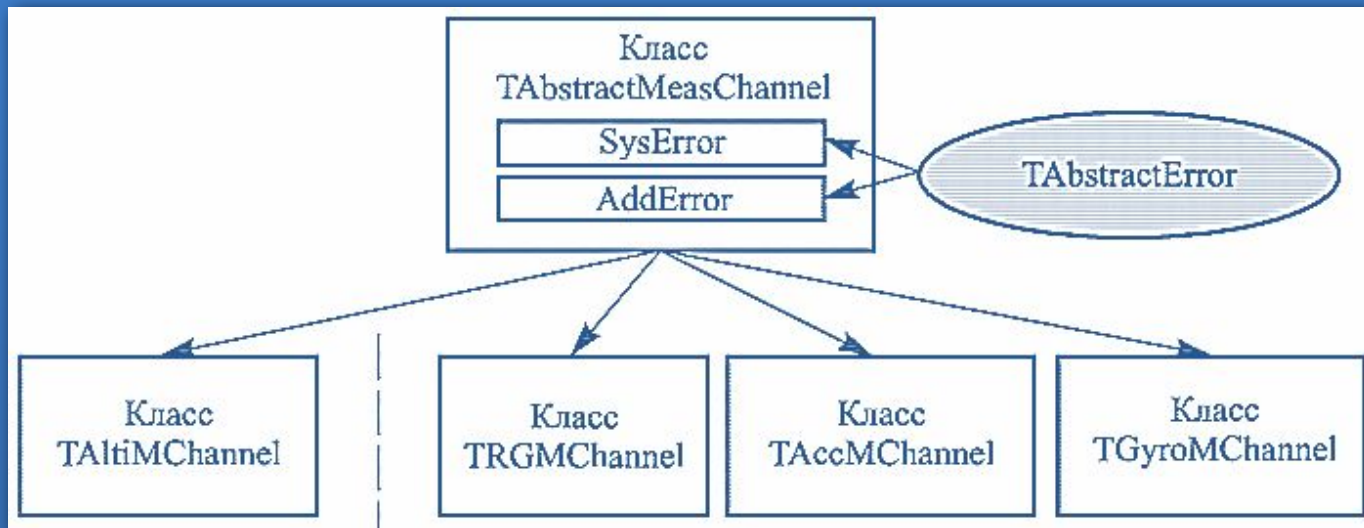 Класс
TAbstractMeasChannel
SysError
AddError
TAbstractError
Класс
TAltiMChannel
Класс
TRGMChannel
Класс
TAccMChannel
Класс
TGyroMChannel